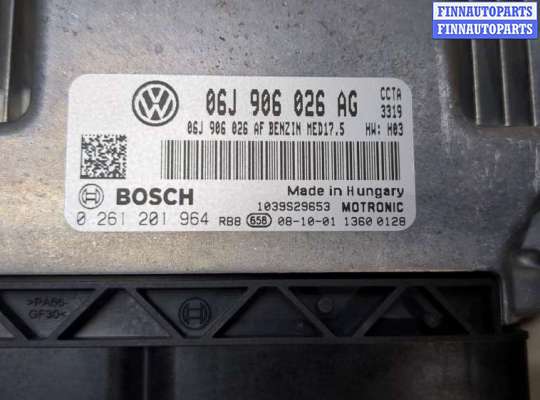 FINNAUTOPARTS
FINNAUTOPARTS
06J 906 026 AG
CCTA
3319
06J 906 026 AF BENZIN MED17.5
HW: H03
BOSCH
Made in Hungary
1039S29653 MOTRONIC
0 261 201 964 RB8 658 08-10-01 1360 0128
>PA66-
GF30<